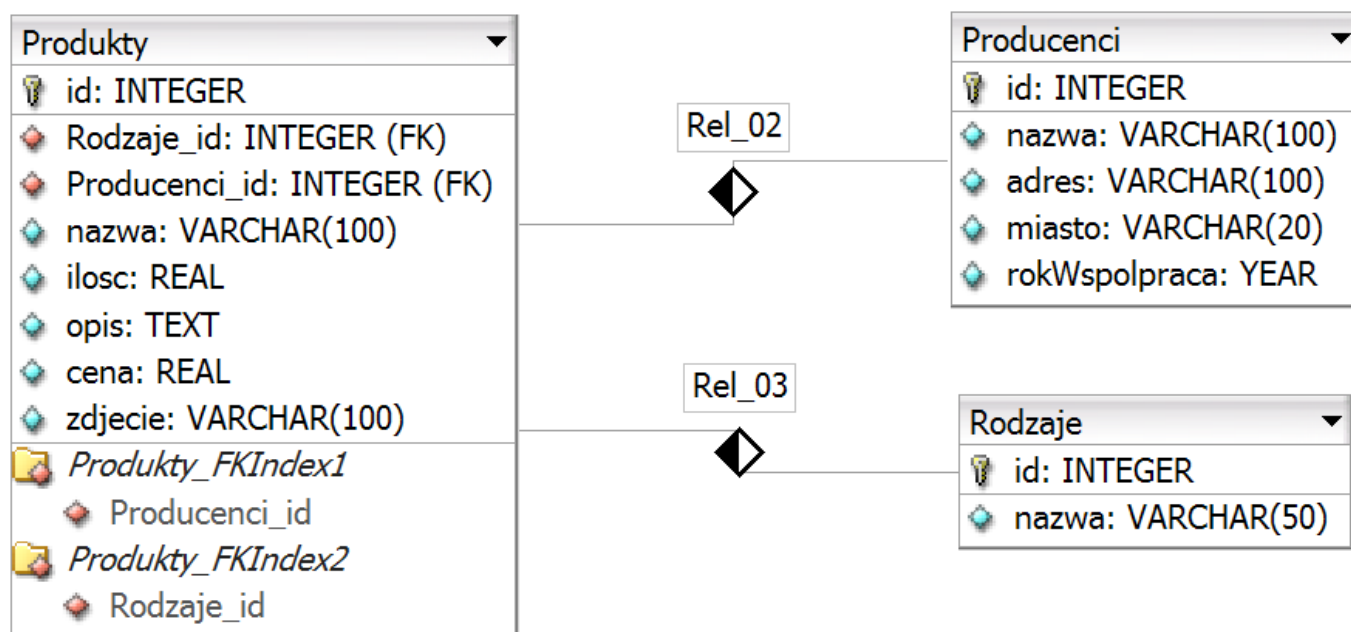 Produkty
id: INTEGER
Rodzaje_id: INTEGER (FK)
Producenci_id: INTEGER (FK)
nazwa: VARCHAR(100)
ilosc: REAL
opis: TEXT
cena: REAL
zdjecie: VARCHAR(100)
Produkty_FKIndex1
Producenci_id
Produkty_FKIndex2
Rodzaje_id
Rel_02
Rel_03
Producenci
id: INTEGER
nazwa: VARCHAR(100)
adres: VARCHAR(100)
miasto: VARCHAR(20)
rokWspolpraca: YEAR
Rodzaje
id: INTEGER
nazwa: VARCHAR(50)